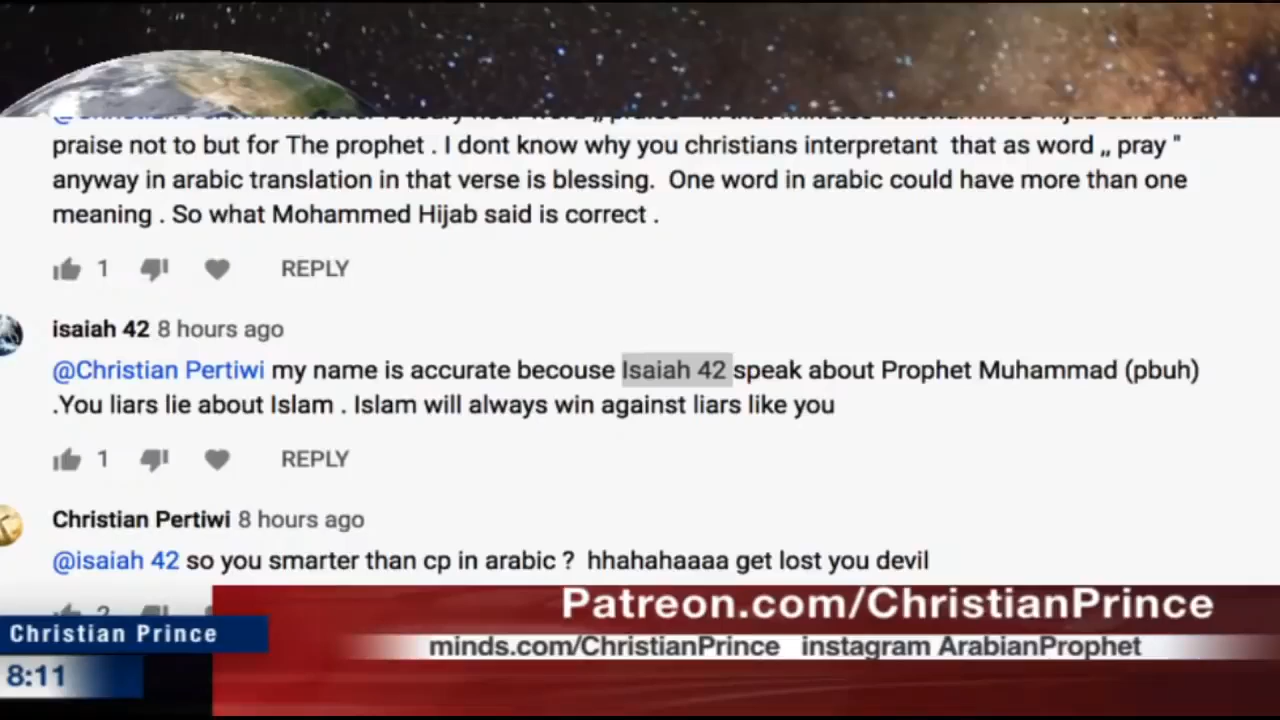 praise not to but for The prophet . I dont know why you christians interpretant that as word ,, pray "
anyway in arabic translation in that verse is blessing. One word in arabic could have more than one
meaning . So what Mohammed Hijab said is correct .
1 REPLY
isaiah 42 8 hours ago
@Christian Pertiwi my name is accurate becouse Isaiah 42 speak about Prophet Muhammad (pbuh)
.You liars lie about Islam . Islam will always win against liars like you
1 REPLY
Christian Pertiwi 8 hours ago
@isaiah 42 so you smarter than cp in arabic ? hhahahaaaa get lost you devil
Patreon.com/ChristianPrince
Christian Prince
minds.com/ChristianPrince instagram ArabianProphet
8:11